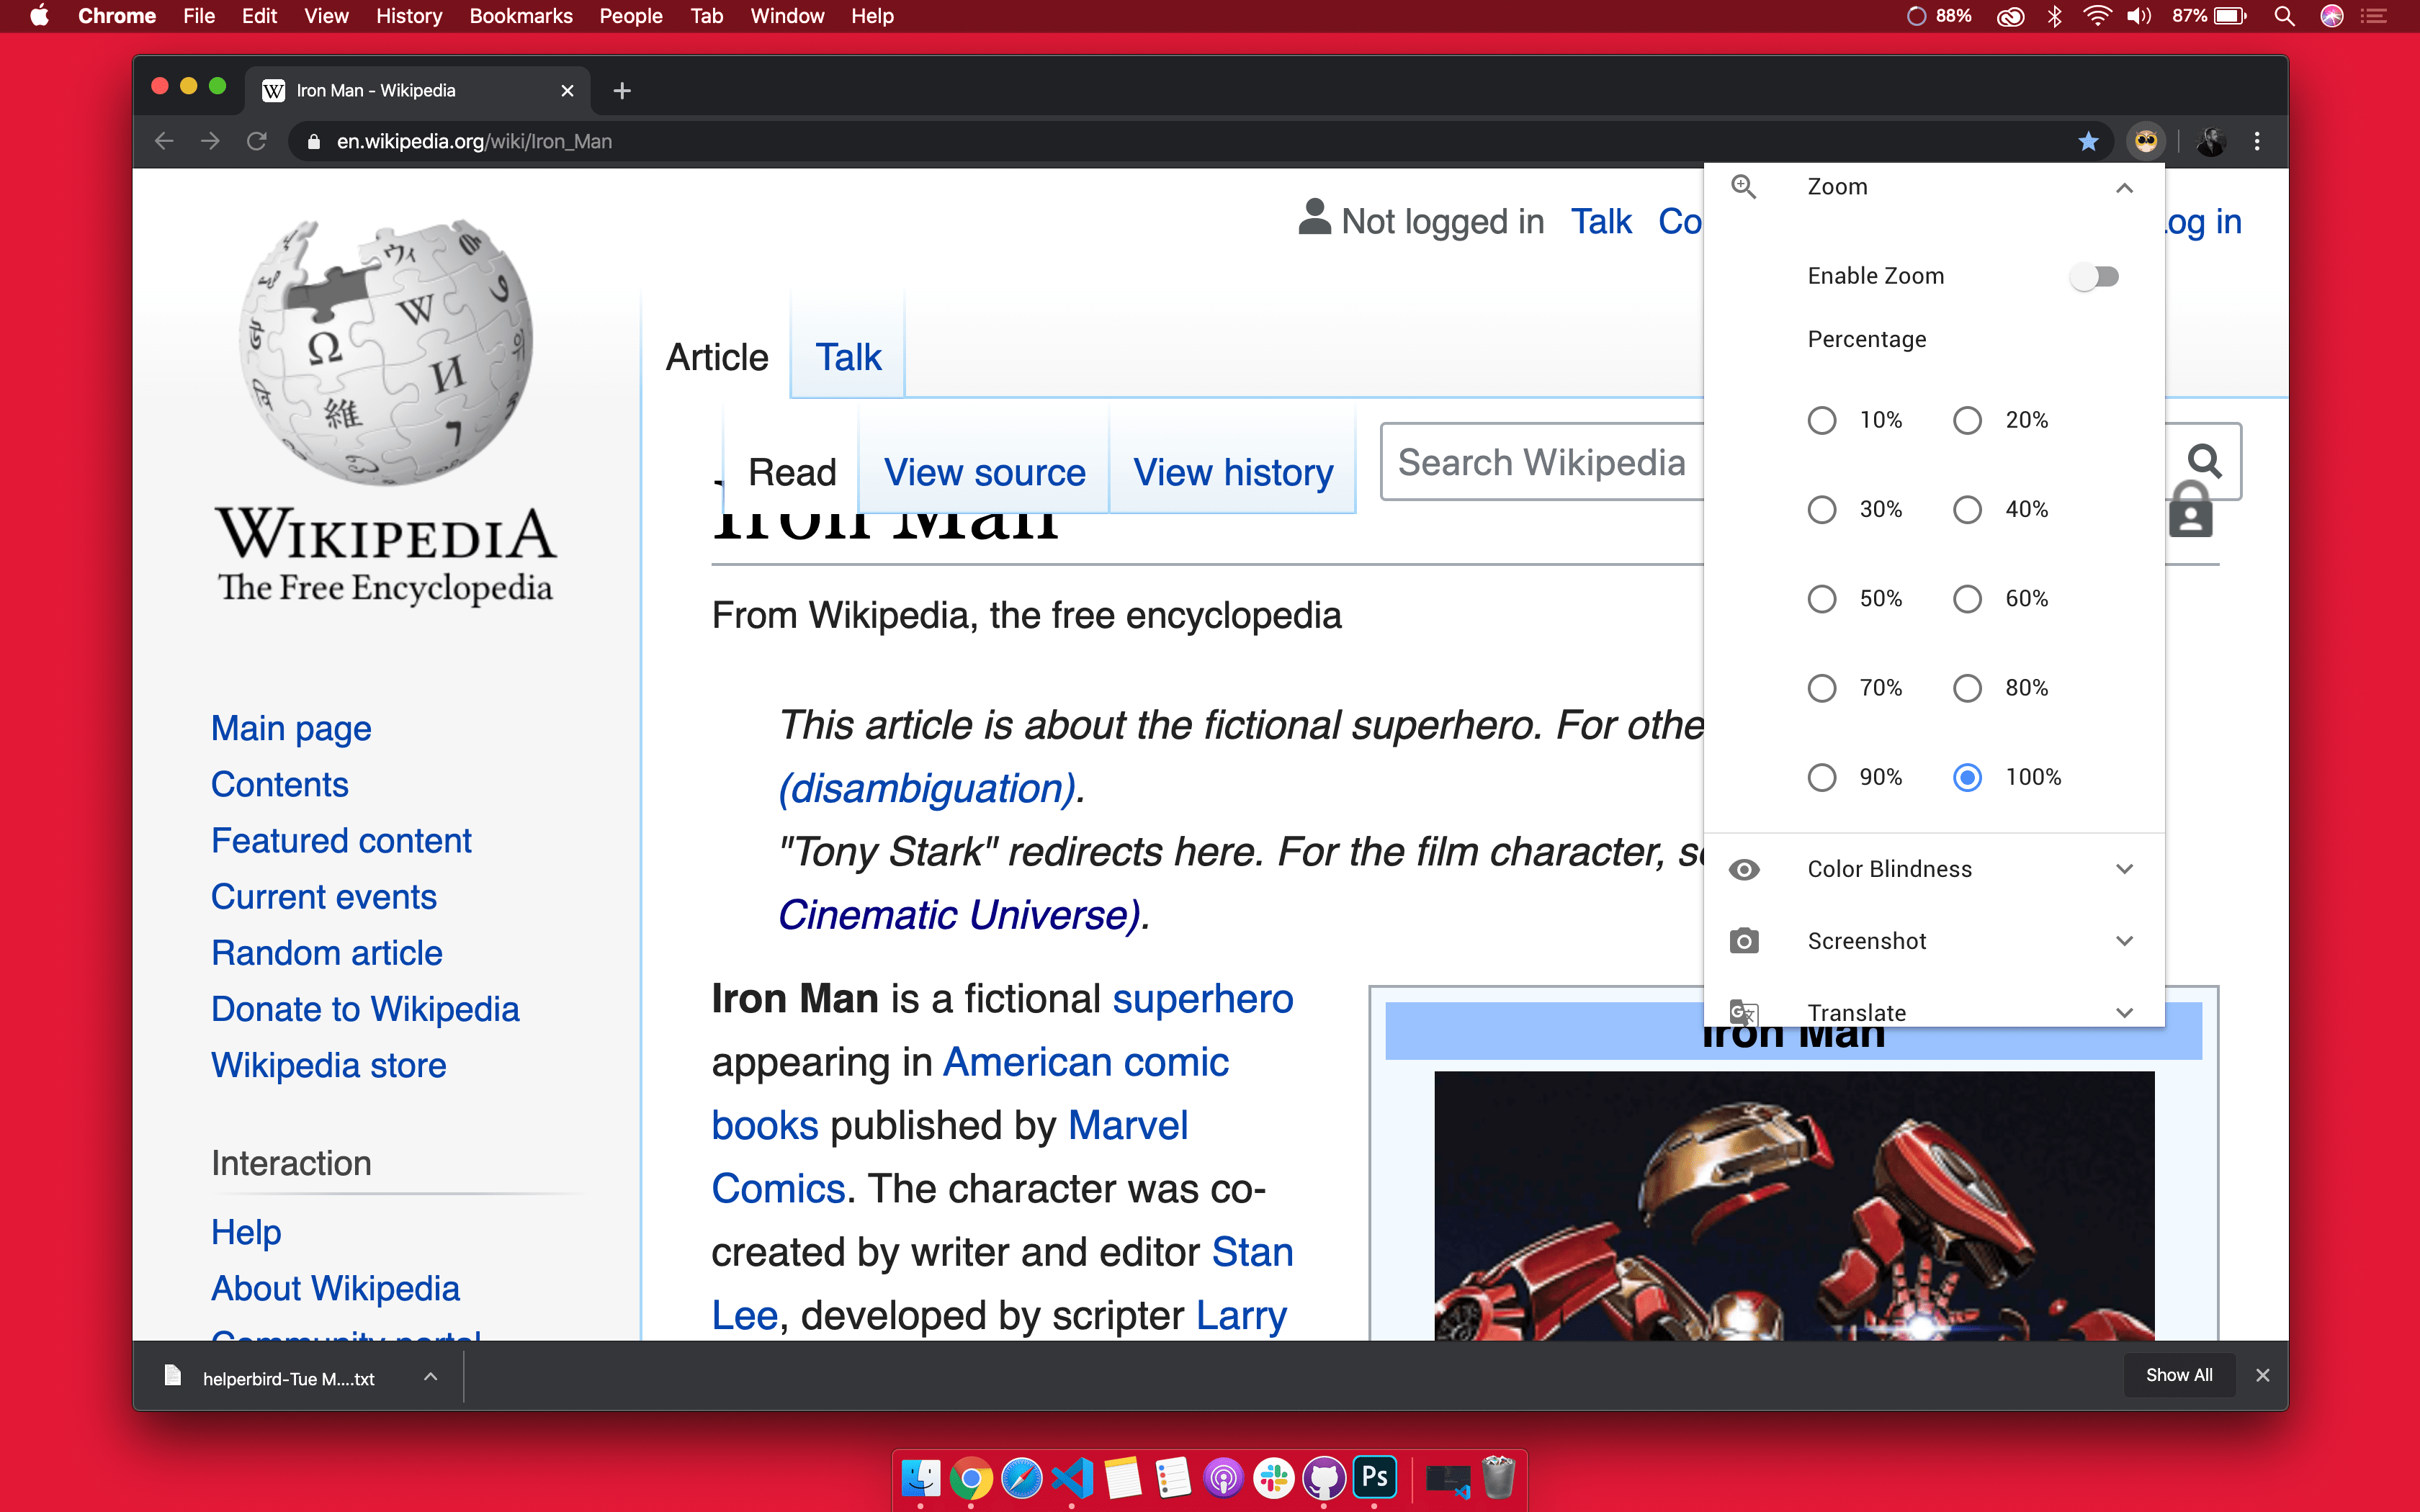 Chrome File Edit View History Bookmarks People Tab Window Help 88% 87%
Iron Man - Wikipedia
en.wikipedia.org/wiki/Iron_Man
WIKIPEDIA
The Free Encyclopedia
Main page
Contents
Featured content
Current events
Random article
Donate to Wikipedia
Wikipedia store
Interaction
Help
About Wikipedia
Community portal
Not logged in Talk Co
og in
Article Talk
Read View source View history Search Wikipedia
Iron Man
From Wikipedia, the free encyclopedia
This article is about the fictional superhero. For othe
(disambiguation).
"Tony Stark" redirects here. For the film character, s
Cinematic Universe).
Iron Man is a fictional superhero
appearing in American comic
books published by Marvel
Comics. The character was co-
created by writer and editor Stan
Lee, developed by scripter Larry
Iron Man
Zoom
Enable Zoom
Percentage
10% 20%
30% 40%
50% 60%
70% 80%
90% 100%
Color Blindness
Screenshot
Translate
helperbird-Tue M....txt
Show All
Ps